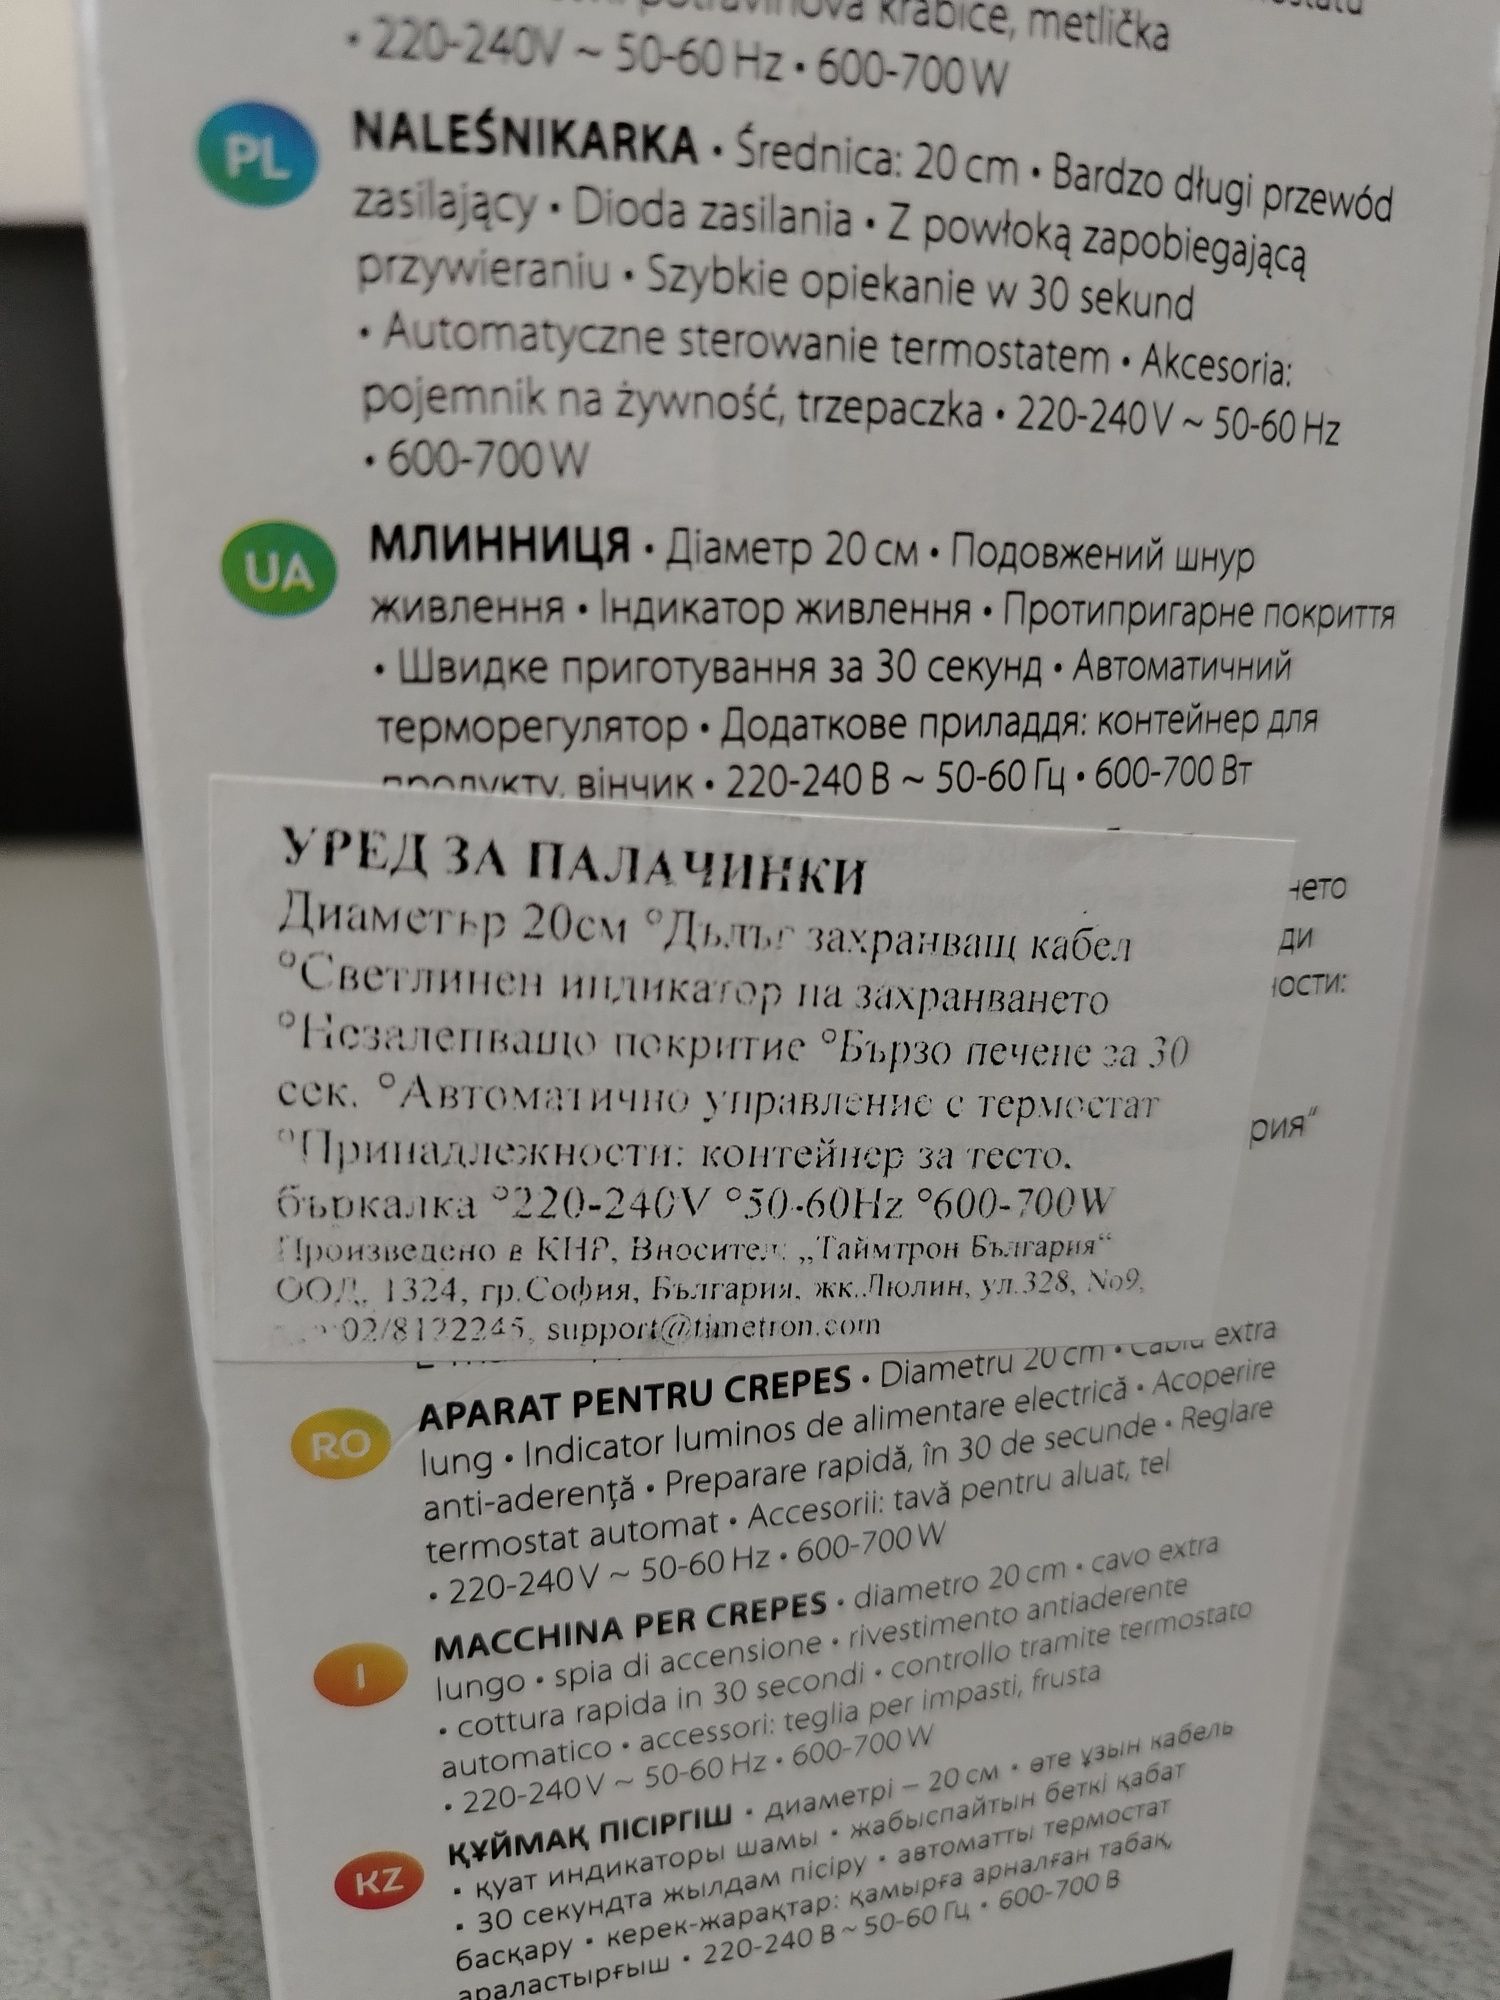 krabice, metlička
• 220-240V ~ 50-60 Hz • 600-700 W
PL
NALEŚNIKARKA • Średnica: 20 cm • Bardzo długi przewód
zasilający • Dioda zasilania • Z powłoką zapobiegającą
przywieraniu • Szybkie opiekanie w 30 sekund
• Automatyczne sterowanie termostatem • Akcesoria:
pojemnik na żywność, trzepaczka • 220-240 V ~ 50-60 Hz
• 600-700 W
UA
МЛИННИЦЯ • Діаметр 20 см • Подовжений шнур
живлення • Індикатор живлення • Протипригарне покриття
• Швидке приготування за 30 секунд • Автоматичний
терморегулятор • Додаткове приладдя: контейнер для
продукту, вінчик • 220-240 В ~ 50-60 Гц • 600-700 Вт
УРЕД ЗА ПАЛАЧИНКИ
Диаметър 20см °Дълъг захранващ кабел
°Светлинен индикатор на захранването
°Незалепващо покритие °Бързо печене за 30
сек. °Автоматично управление с термостат
°Принадлежности: контейнер за тесто.
бъркалка °220-240V °50-60Hz °600-700W
Произведено в КНР, Вносител: „Таймтрон България“
ООД, 1324, гр.София, България, жк.Люлин, ул.328, No9,
02/8122245, support@timetron.com
нето
ди
ности:
рия“
RO
APARAT PENTRU CREPES • Diametru 20 cm • Cablu extra
lung • Indicator luminos de alimentare electrică • Acoperire
anti-aderență • Preparare rapidă, în 30 de secunde • Reglare
termostat automat • Accesorii: tavă pentru aluat, tel
• 220-240 V ~ 50-60 Hz • 600-700 W
I
MACCHINA PER CREPES • diametro 20 cm • cavo extra
lungo • spia di accensione • rivestimento antiaderente
• cottura rapida in 30 secondi • controllo tramite termostato
automatico • accessori: teglia per impasti, frusta
• 220-240 V ~ 50-60 Hz • 600-700 W
KZ
ҚҰЙМАҚ ПІСІРГІШ • диаметрі – 20 см • өте ұзын кабель
• қуат индикаторы шамы • жабыспайтын беткі қабат
• 30 секундта жылдам пісіру • автоматты термостат
басқару • керек-жарақтар: қамырға арналған табақ,
араластырғыш • 220-240 В ~ 50-60 Гц • 600-700 В